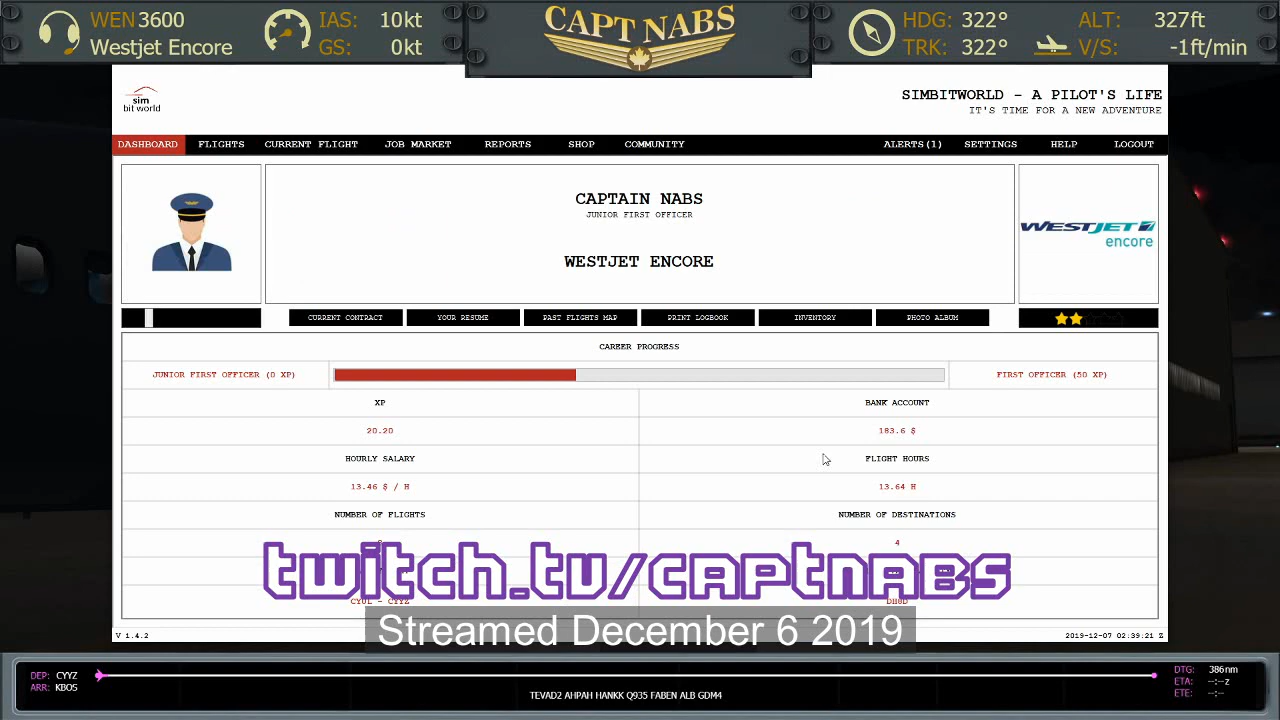 WEN 3600
Westjet Encore
IAS: 10kt
GS: 0kt
CAPT NABS
HDG: 322°
TRK: 322°
ALT: 327ft
V/S: -1ft/min
sim
bit world
SIMBITWORLD - A PILOT'S LIFE
IT'S TIME FOR A NEW ADVENTURE
DASHBOARD FLIGHTS CURRENT FLIGHT JOB MARKET REPORTS SHOP COMMUNITY ALERTS(1) SETTINGS HELP LOGOUT
CAPTAIN NABS
JUNIOR FIRST OFFICER
WESTJET ENCORE
WESTJET
encore
CURRENT CONTRACT YOUR RESUME PAST FLIGHTS MAP PRINT LOGBOOK INVENTORY PHOTO ALBUM
CAREER PROGRESS
JUNIOR FIRST OFFICER (0 XP) FIRST OFFICER (50 XP)
XP BANK ACCOUNT
20.20 183.6 $
HOURLY SALARY FLIGHT HOURS
13.46 $ / H 13.64 H
NUMBER OF FLIGHTS NUMBER OF DESTINATIONS
4
twitch.tv/captnabs
CYUL - CYYZ DH8D
Streamed December 6 2019
V 1.4.2 2019-12-07 02:39:21 Z
DEP: CYYZ
ARR: KBOS
TEVAD2 AHPAH HANKK Q935 FABEN ALB GDM4
DTG: 386nm
ETA: --:--z
ETE: --:--